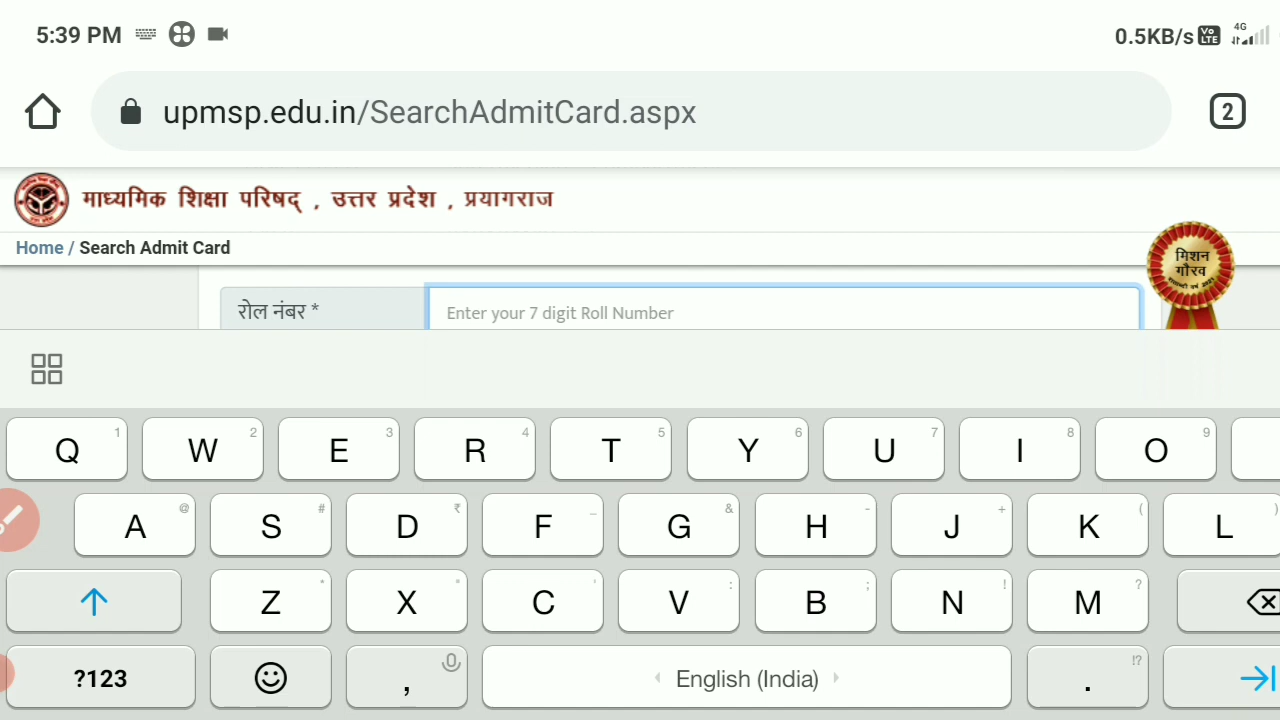 5:39 PM 0.5KB/s Vo LTE 4G
upmsp.edu.in/SearchAdmitCard.aspx 2
माध्यमिक शिक्षा परिषद् , उत्तर प्रदेश , प्रयागराज
Home / Search Admit Card
मिशन
गौरव
रोल नंबर * Enter your 7 digit Roll Number
Q 1 W 2 E 3 R 4 T 5 Y 6 U 7 I 8 O 9
A @ S # D ₹ F _ G & H - J + K ( L )
Z * X " C ' V : B ; N ! M ?
?123 , English (India) . !?